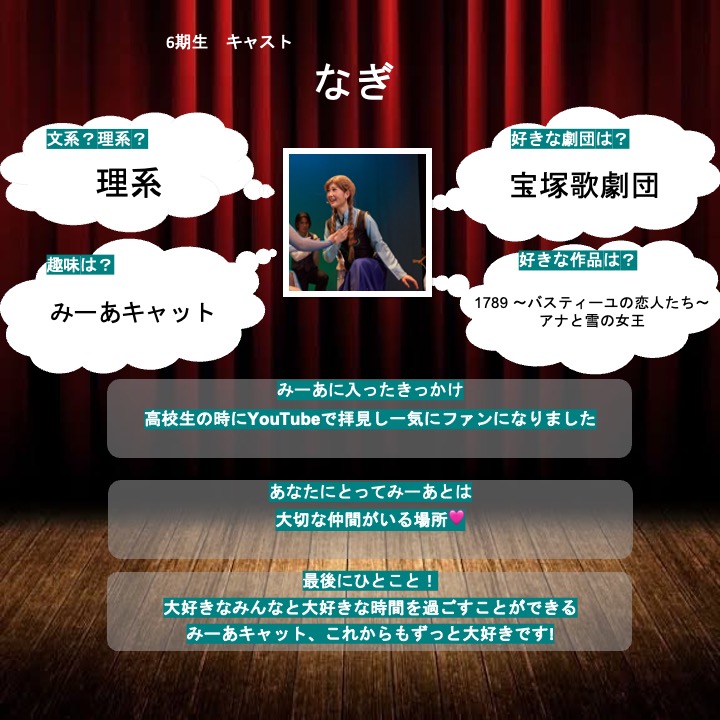 6期生　キャスト
なぎ
文系？理系？
理系
好きな劇団は？
宝塚歌劇団
趣味は？
みーあキャット
好きな作品は？
1789 〜バスティーユの恋人たち〜
アナと雪の女王
みーあに入ったきっかけ
高校生の時にYouTubeで拝見し一気にファンになりました
あなたにとってみーあとは
大切な仲間がいる場所💗
最後にひとこと！
大好きなみんなと大好きな時間を過ごすことができる
みーあキャット、これからもずっと大好きです!